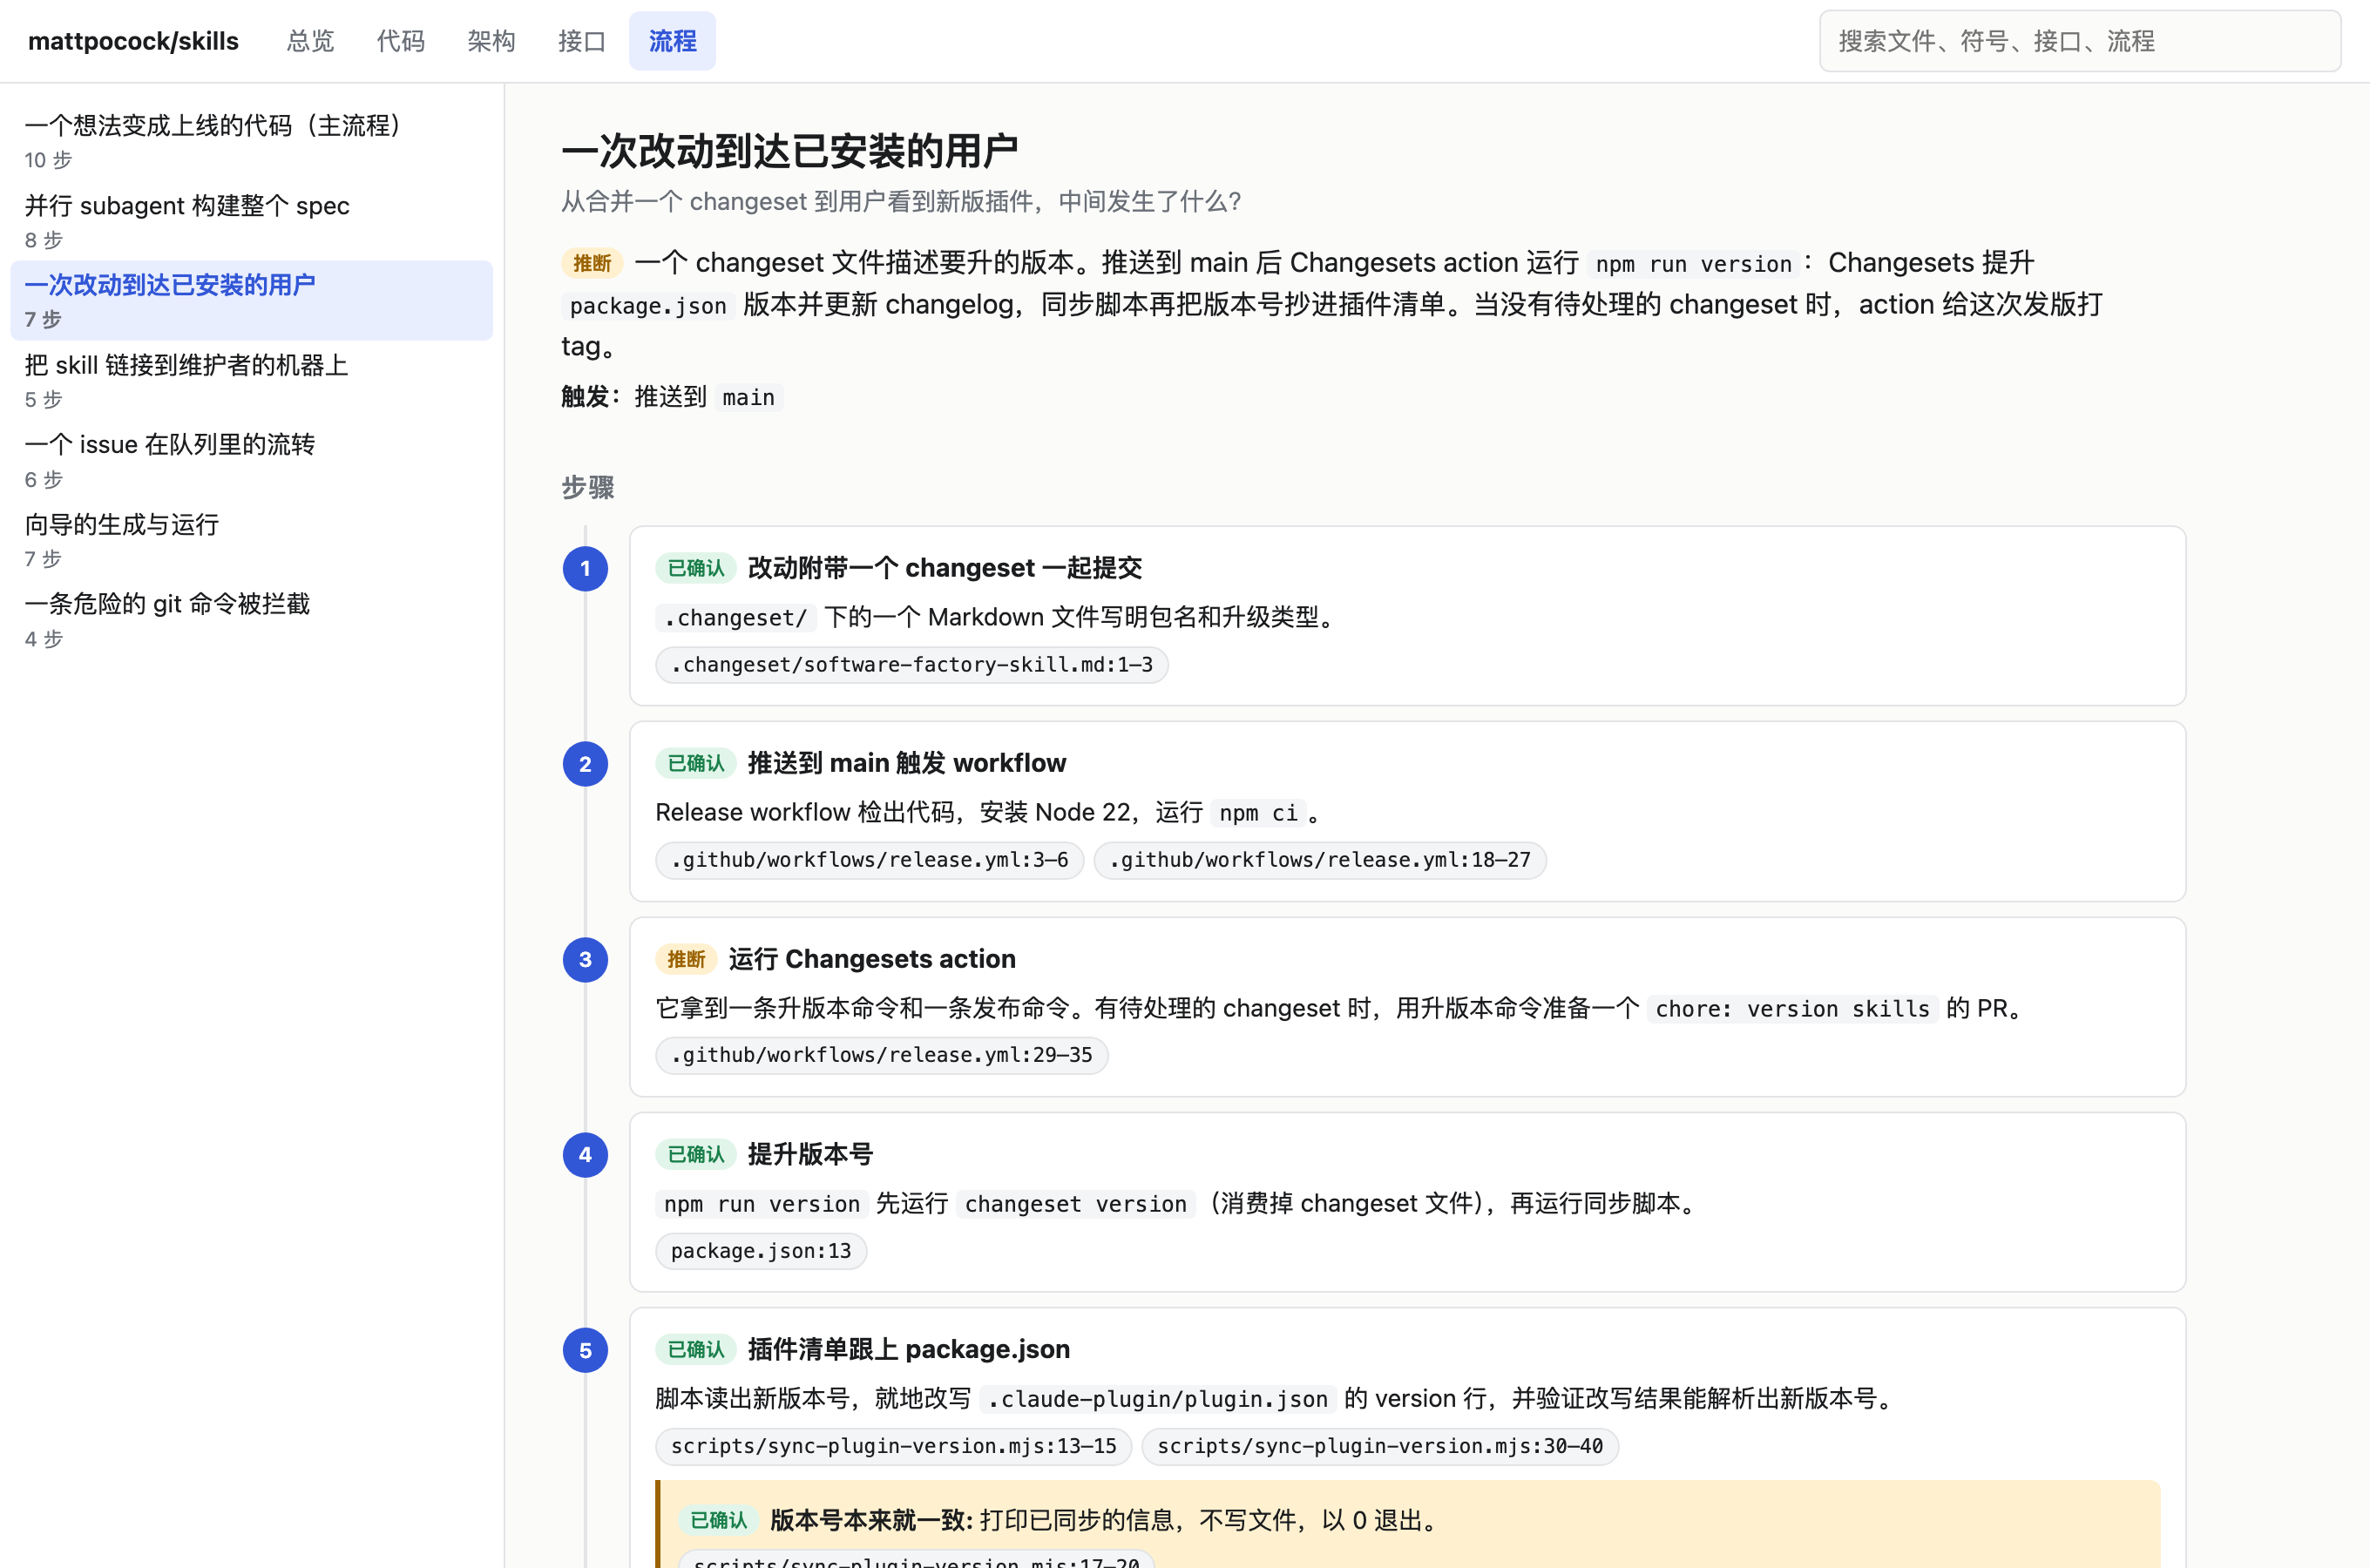 mattpocock/skills 总览 代码 架构 接口 流程 搜索文件、符号、接口、流程
一个想法变成上线的代码（主流程）
10 步
并行 subagent 构建整个 spec
8 步
一次改动到达已安装的用户
7 步
把 skill 链接到维护者的机器上
5 步
一个 issue 在队列里的流转
6 步
向导的生成与运行
7 步
一条危险的 git 命令被拦截
4 步
一次改动到达已安装的用户
从合并一个 changeset 到用户看到新版插件，中间发生了什么？
推断 一个 changeset 文件描述要升的版本。推送到 main 后 Changesets action 运行 npm run version：Changesets 提升
package.json 版本并更新 changelog，同步脚本再把版本号抄进插件清单。当没有待处理的 changeset 时，action 给这次发版打
tag。
触发：推送到 main
步骤
1 已确认 改动附带一个 changeset 一起提交
.changeset/ 下的一个 Markdown 文件写明包名和升级类型。
.changeset/software-factory-skill.md:1–3
2 已确认 推送到 main 触发 workflow
Release workflow 检出代码，安装 Node 22，运行 npm ci。
.github/workflows/release.yml:3–6 .github/workflows/release.yml:18–27
3 推断 运行 Changesets action
它拿到一条升版本命令和一条发布命令。有待处理的 changeset 时，用升版本命令准备一个 chore: version skills 的 PR。
.github/workflows/release.yml:29–35
4 已确认 提升版本号
npm run version 先运行 changeset version（消费掉 changeset 文件），再运行同步脚本。
package.json:13
5 已确认 插件清单跟上 package.json
脚本读出新版本号，就地改写 .claude-plugin/plugin.json 的 version 行，并验证改写结果能解析出新版本号。
scripts/sync-plugin-version.mjs:13–15 scripts/sync-plugin-version.mjs:30–40
已确认 版本号本来就一致: 打印已同步的信息，不写文件，以 0 退出。
scripts/sync-plugin-version.mjs:17–20